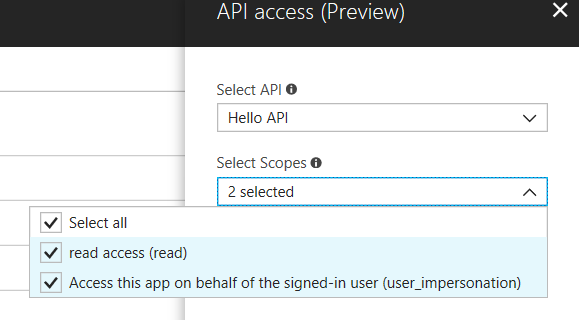 API access (Preview)
Select API
Hello API
Select Scopes
2 selected
Select all
read access (read)
Access this app on behalf of the signed-in user (user_impersonation)